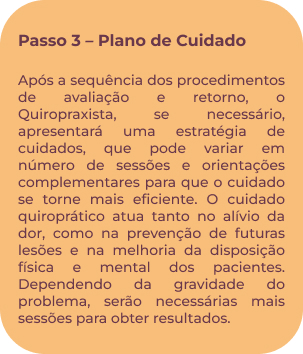 Passo 3 – Plano de Cuidado
Após a sequência dos procedimentos
de avaliação e retorno, o
Quiropraxista, se necessário,
apresentará uma estratégia de
cuidados, que pode variar em
número de sessões e orientações
complementares para que o cuidado
se torne mais eficiente. O cuidado
quiroprático atua tanto no alívio da
dor, como na prevenção de futuras
lesões e na melhoria da disposição
física e mental dos pacientes.
Dependendo da gravidade do
problema, serão necessárias mais
sessões para obter resultados.